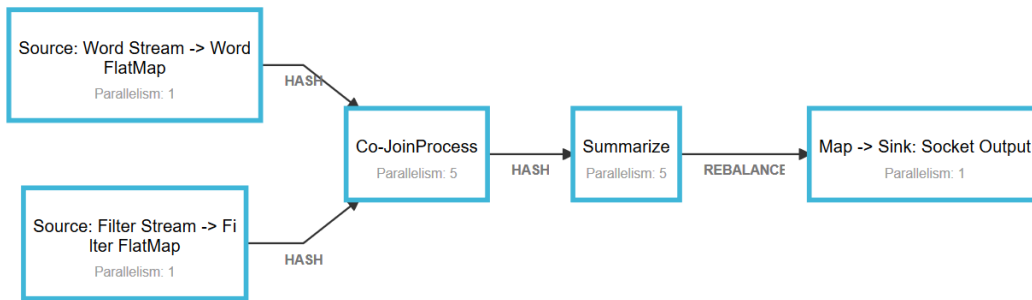 Source: Word Stream -> Word
FlatMap
Parallelism: 1
HASH
Source: Filter Stream -> Fi
lter FlatMap
Parallelism: 1
HASH
Co-JoinProcess
Parallelism: 5
HASH
Summarize
Parallelism: 5
REBALANCE
Map -> Sink: Socket Output
Parallelism: 1